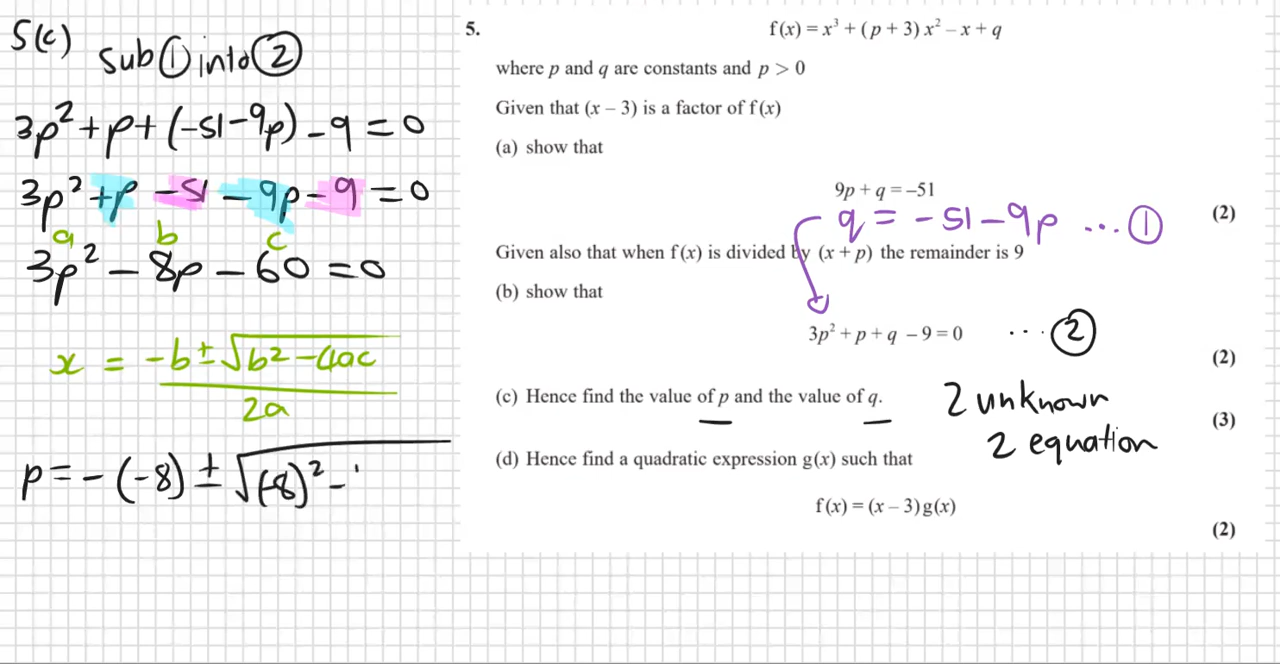 5(c) Sub ① into ②
3p² + p + (-51-9p) - 9 = 0
3p² + p - 51 - 9p - 9 = 0
a b c
3p² - 8p - 60 = 0
x = -b ± √b² - 4ac
2a
p = - (-8) ± √(-8)² -
5. f(x) = x³ + (p + 3) x² – x + q
where p and q are constants and p > 0
Given that (x – 3) is a factor of f(x)
(a) show that
9p + q = –51
(2)
q = -51 - 9p ... ①
Given also that when f(x) is divided by (x + p) the remainder is 9
(b) show that
3p² + p + q – 9 = 0 ... ②
(2)
(c) Hence find the value of p and the value of q.
(3)
2 unknown
2 equation
(d) Hence find a quadratic expression g(x) such that
f(x) = (x – 3)g(x)
(2)